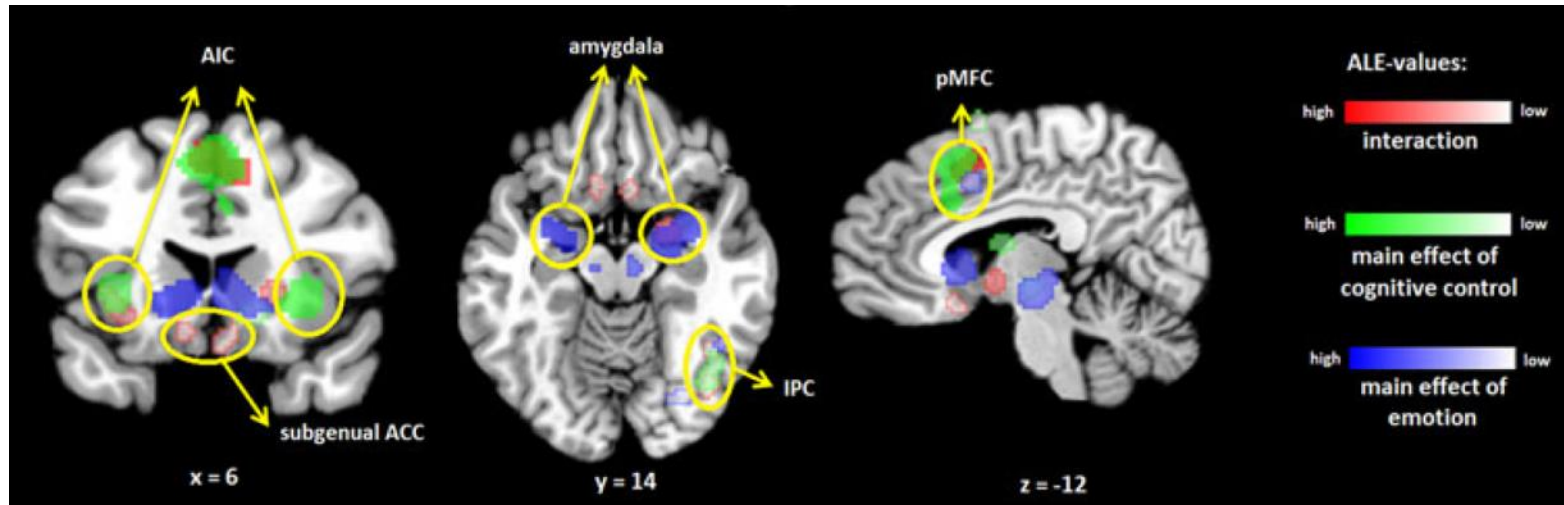 AIC
subgenual ACC
x = 6
amygdala
IPC
y = 14
pMFC
z = -12
ALE-values:
high low
interaction
high low
main effect of
cognitive control
high low
main effect of
emotion